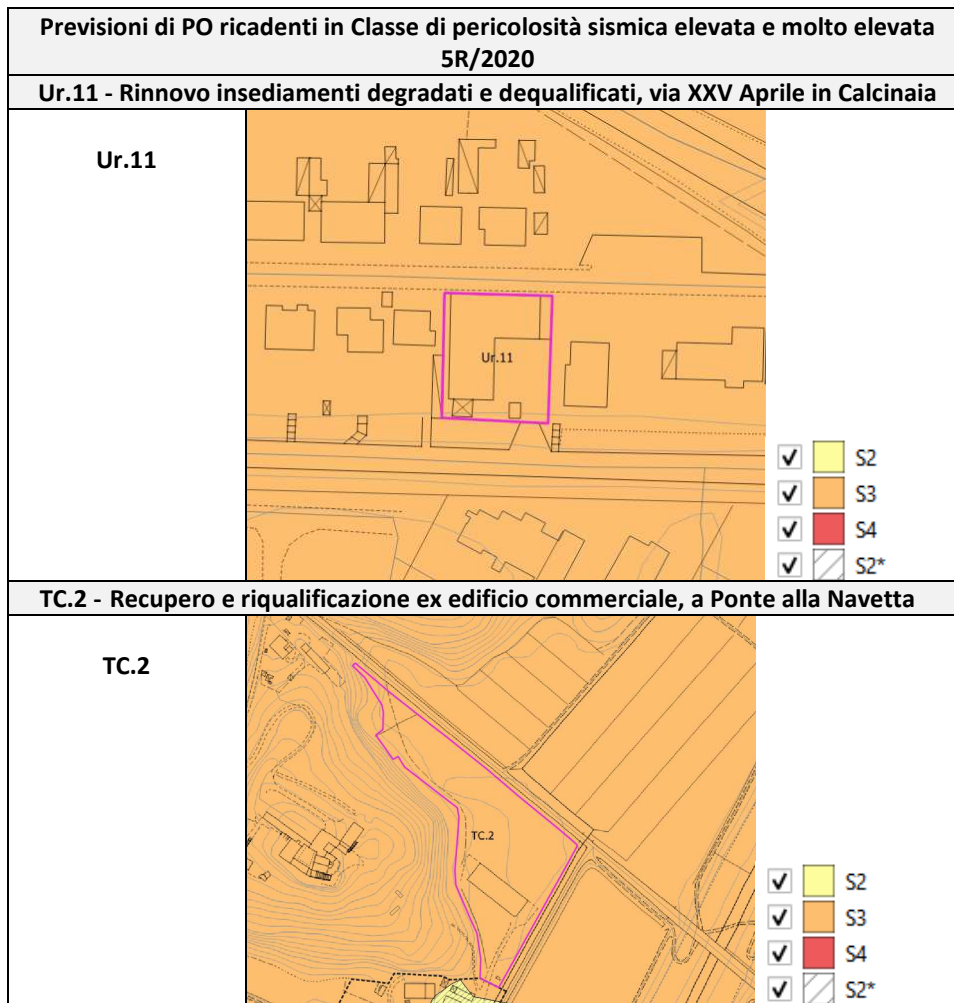 Previsioni di PO ricadenti in Classe di pericolosità sismica elevata e molto elevata
5R/2020
Ur.11 - Rinnovo insediamenti degradati e dequalificati, via XXV Aprile in Calcinaia
Ur.11
Ur.11
S2
S3
S4
S2*
TC.2 - Recupero e riqualificazione ex edificio commerciale, a Ponte alla Navetta
TC.2
TC.2
S2
S3
S4
S2*